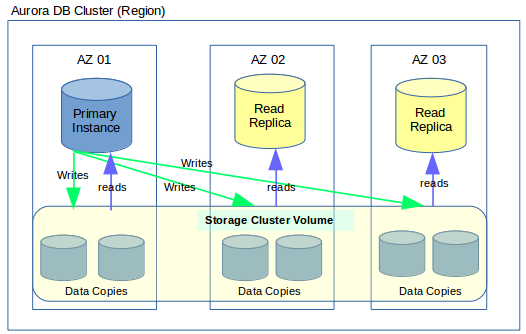 Aurora DB Cluster (Region)
AZ 01
AZ 02
AZ 03
Primary
Instance
Read
Replica
Read
Replica
Writes
Writes
Writes
reads
reads
reads
Storage Cluster Volume
Data Copies
Data Copies
Data Copies